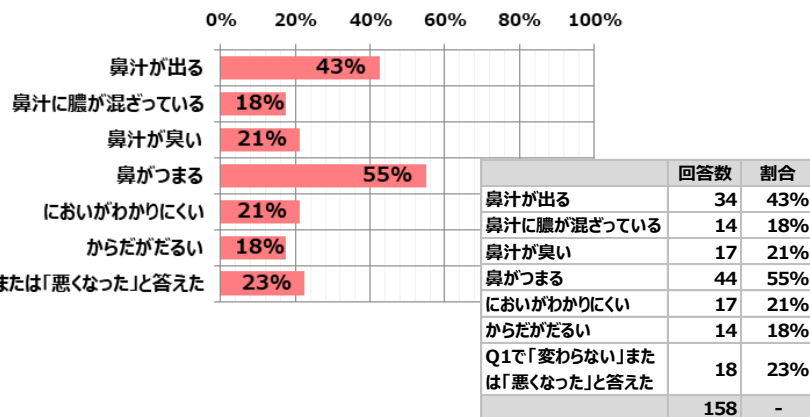 0% 20% 40% 60% 80% 100%
鼻汁が出る 43%
鼻汁に膿が混ざっている 18%
鼻汁が臭い 21%
鼻がつまる 55%
においがわかりにくい 21%
からだがだるい 18%
または「悪くなった」と答えた 23%
回答数 割合
鼻汁が出る 34 43%
鼻汁に膿が混ざっている 14 18%
鼻汁が臭い 17 21%
鼻がつまる 44 55%
においがわかりにくい 17 21%
からだがだるい 14 18%
Q1で「変わらない」また
は「悪くなった」と答えた 18 23%
158 -